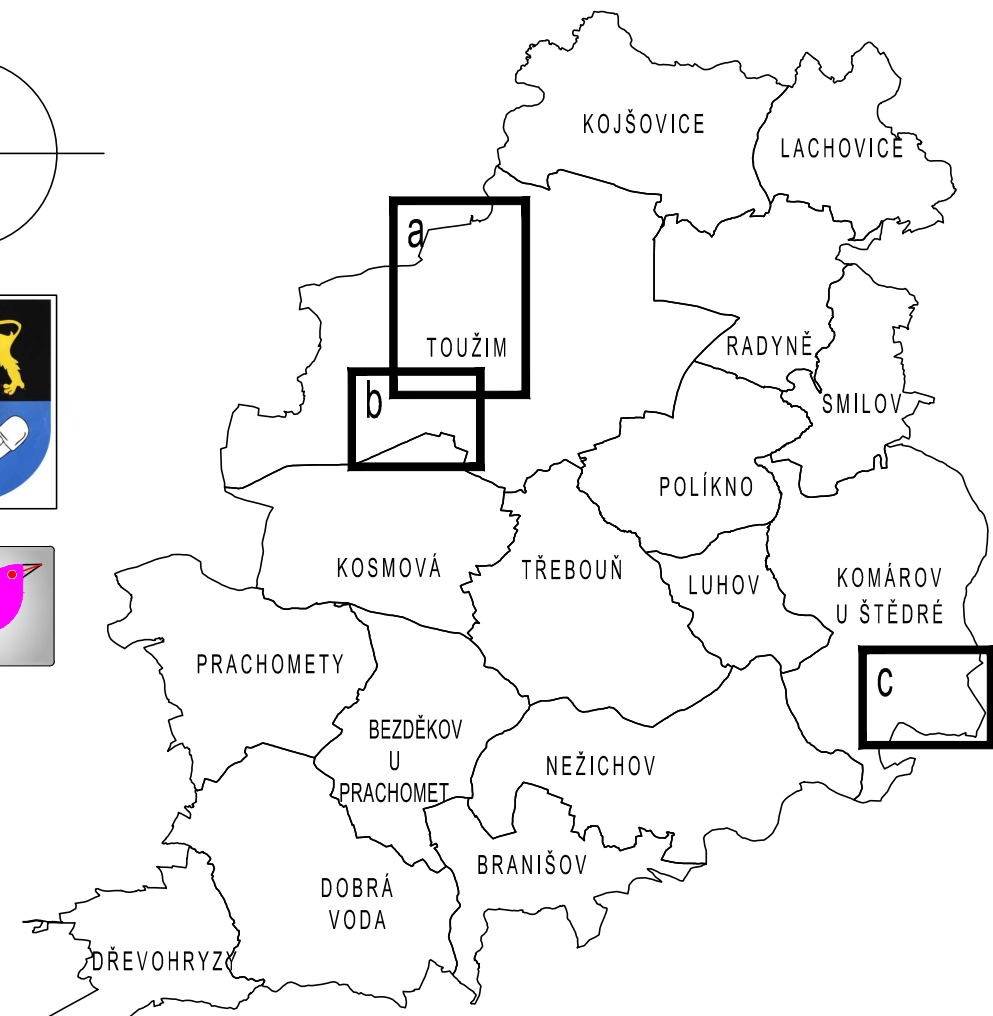 KOJŠOVICE
LACHOVICE
a
TOUŽIM
RADYNĚ
b
SMILOV
POLÍKNO
KOSMOVÁ
TŘEBOUŇ
LUHOV
KOMÁROV
U ŠTĚDRÉ
PRACHOMETY
c
BEZDĚKOV
U
PRACHOMET
NEŽICHOV
BRANIŠOV
DOBRÁ
VODA
DŘEVOHRYZY